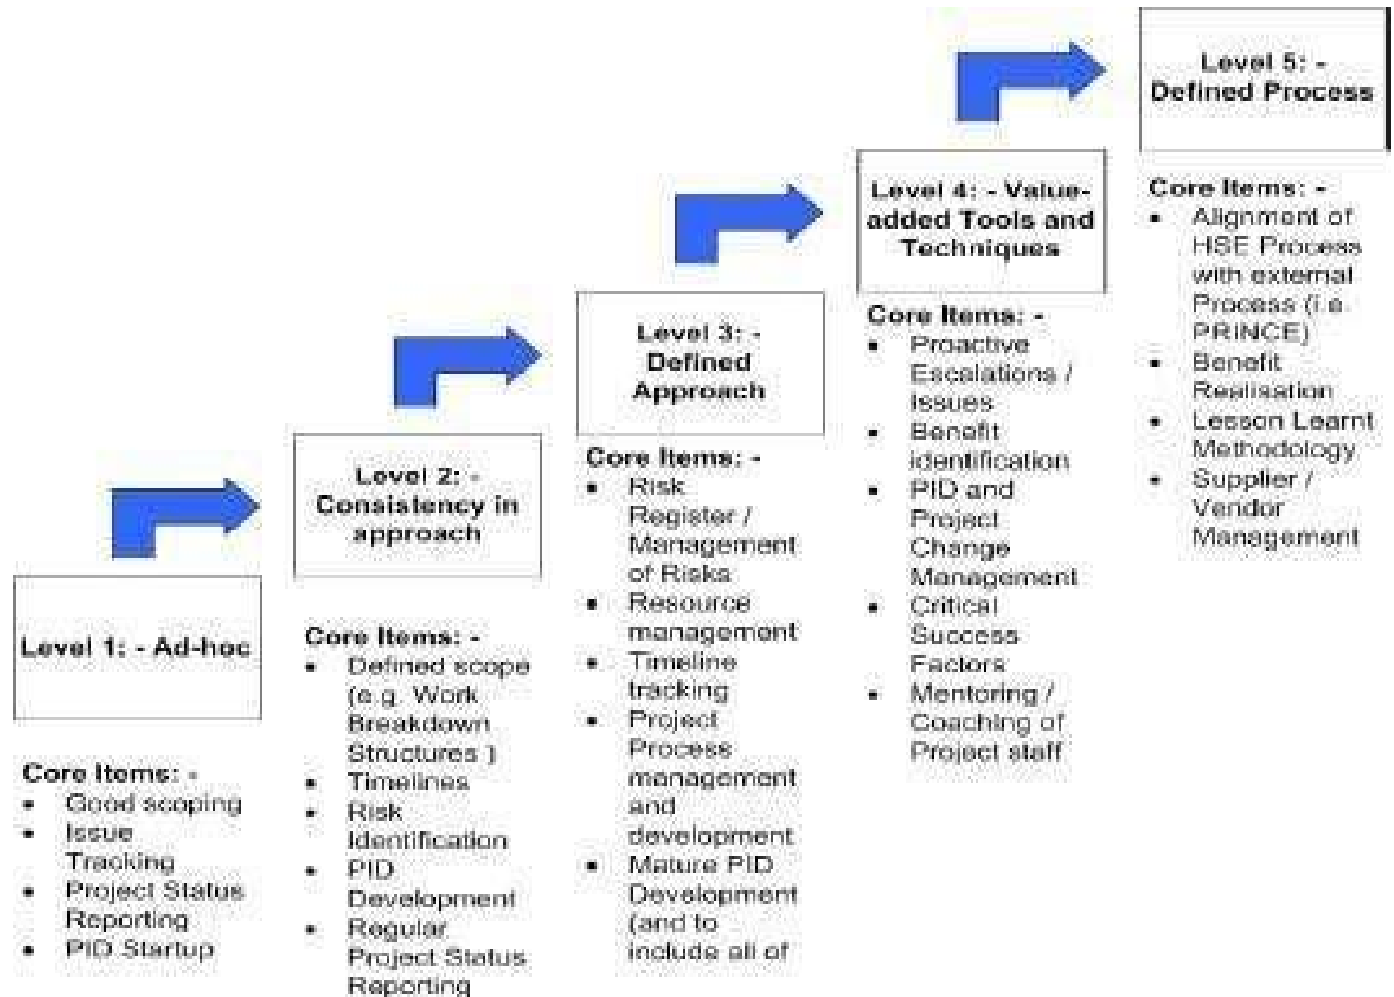 Level 1: - Ad-hoc
Core Items: -
• Good scoping
• Issue
Tracking
• Project Status
Reporting
• PID Startup
Level 2: -
Consistency in
approach
Core Items: -
• Defined scope
(e.g. Work
Breakdown
Structures )
• Timelines
• Risk
Identification
• PID
Development
• Regular
Project Status
Reporting
Level 3: -
Defined
Approach
Core Items: -
• Risk
Register /
Management
of Risks
• Resource
management
• Timeline
tracking
• Project
Process
management
and
development
• Mature PID
Development
(and to
include all of
Level 4: - Value-
added Tools and
Techniques
Core Items: -
• Proactive
Escalations /
Issues
• Benefit
identification
• PID and
Project
Change
Management
• Critical
Success
Factors
• Mentoring /
Coaching of
Project staff
Level 5: -
Defined Process
Core Items: -
• Alignment of
HSE Process
with external
Process (i.e.
PRINCE)
• Benefit
Realisation
• Lesson Learnt
Methodology
• Supplier /
Vendor
Management